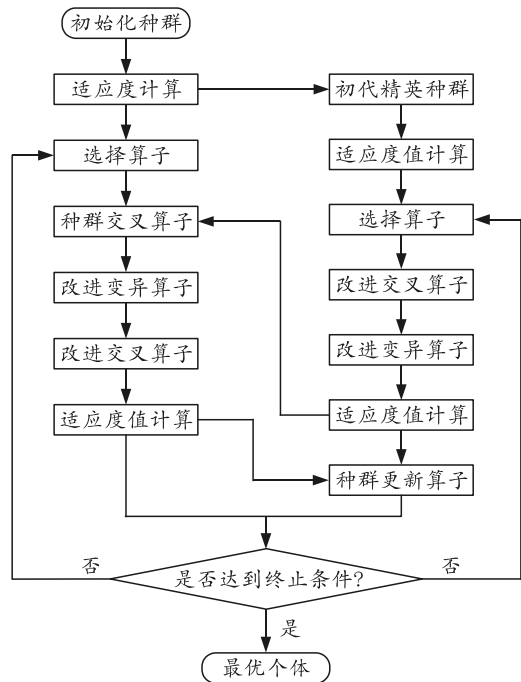 初始化种群
适应度计算
初代精英种群
选择算子
适应度值计算
种群交叉算子
选择算子
改进变异算子
改进交叉算子
改进交叉算子
改进变异算子
适应度值计算
适应度值计算
种群更新算子
否
是否达到终止条件?
否
是
最优个体